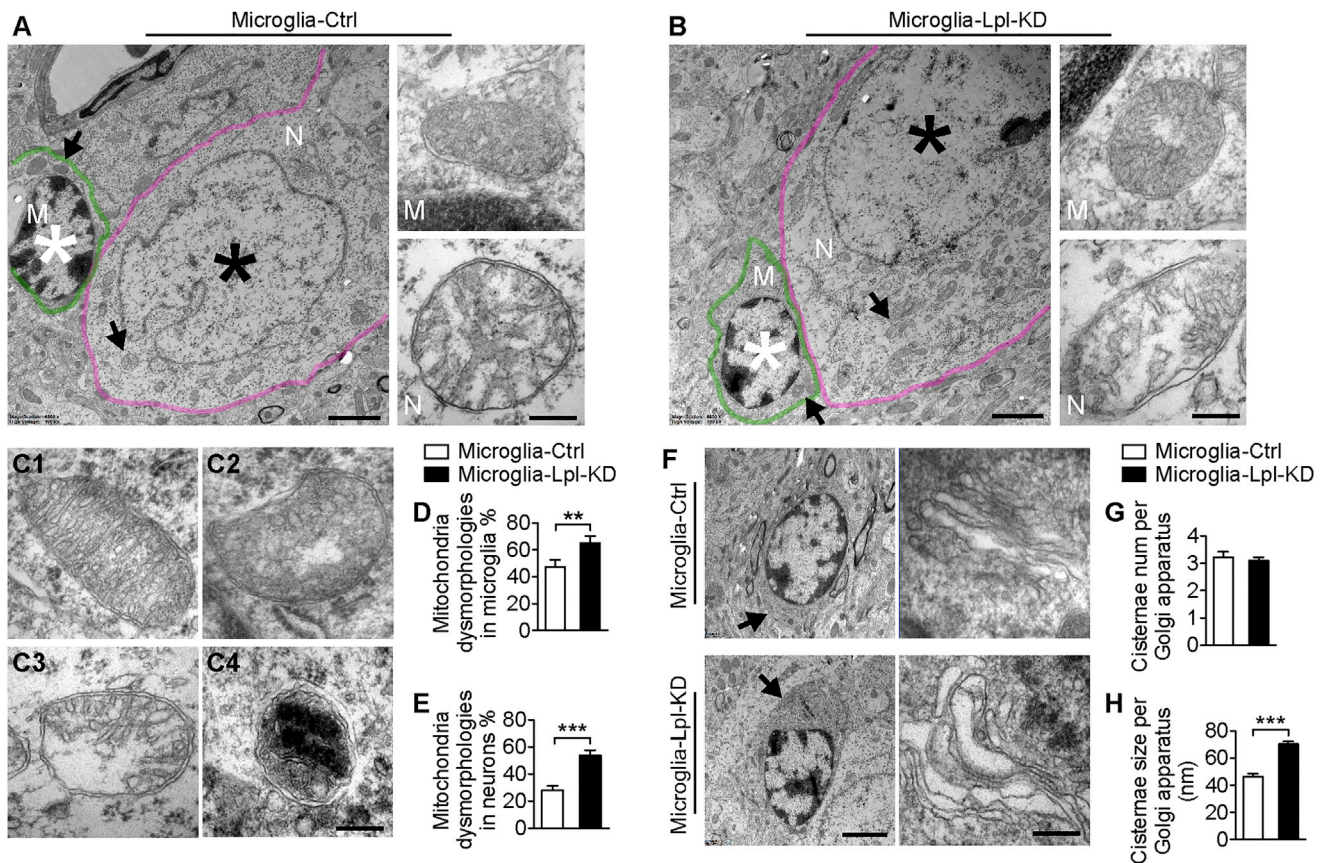 A
Microglia-Ctrl
M
N
M
N
B
Microglia-Lpl-KD
M
N
M
N
C1
C2
C3
C4
Microglia-Ctrl
Microglia-Lpl-KD
D
Mitochondria
dysmorphologies
in microglia %
80
60
40
20
0
**
E
Mitochondria
dysmorphologies
in neurons %
80
60
40
20
0
***
F
Microglia-Ctrl
Microglia-Lpl-KD
Microglia-Ctrl
Microglia-Lpl-KD
G
Cisternae num per
Golgi apparatus
4
3
2
1
0
H
Cisternae size per
Golgi apparatus
(nm)
80
60
40
20
0
***